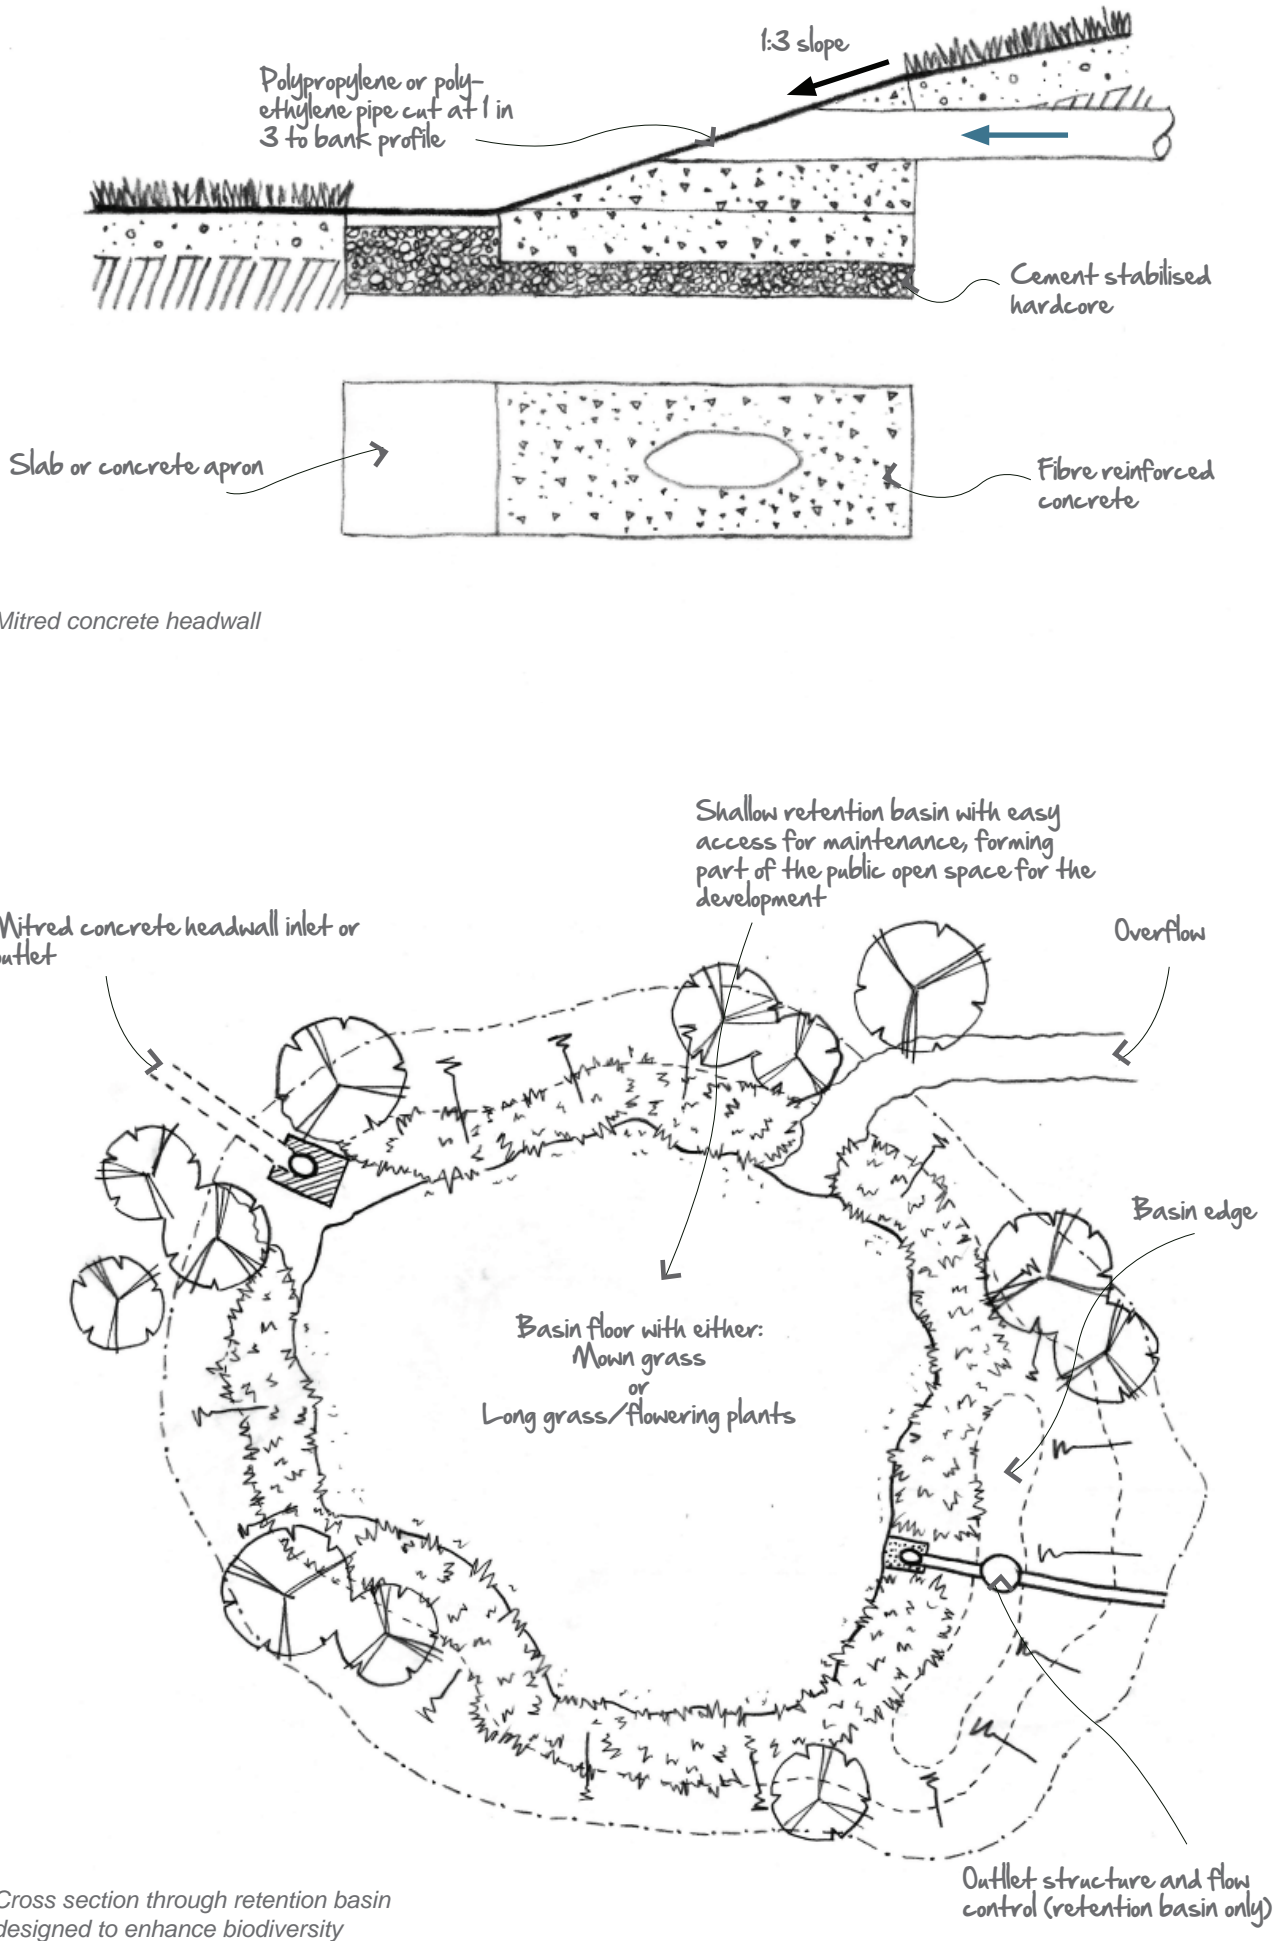 1:3 slope
Polypropylene or poly-
ethylene pipe cut at 1 in
3 to bank profile
Cement stabilised
hardcore
Slab or concrete apron
Fibre reinforced
concrete
Mitred concrete headwall
Shallow retention basin with easy
access for maintenance, forming
part of the public open space for the
development
Mitred concrete headwall inlet or
outlet
Overflow
Basin edge
Basin floor with either:
Mown grass
or
Long grass/flowering plants
Outllet structure and flow
control (retention basin only)
Cross section through retention basin
designed to enhance biodiversity